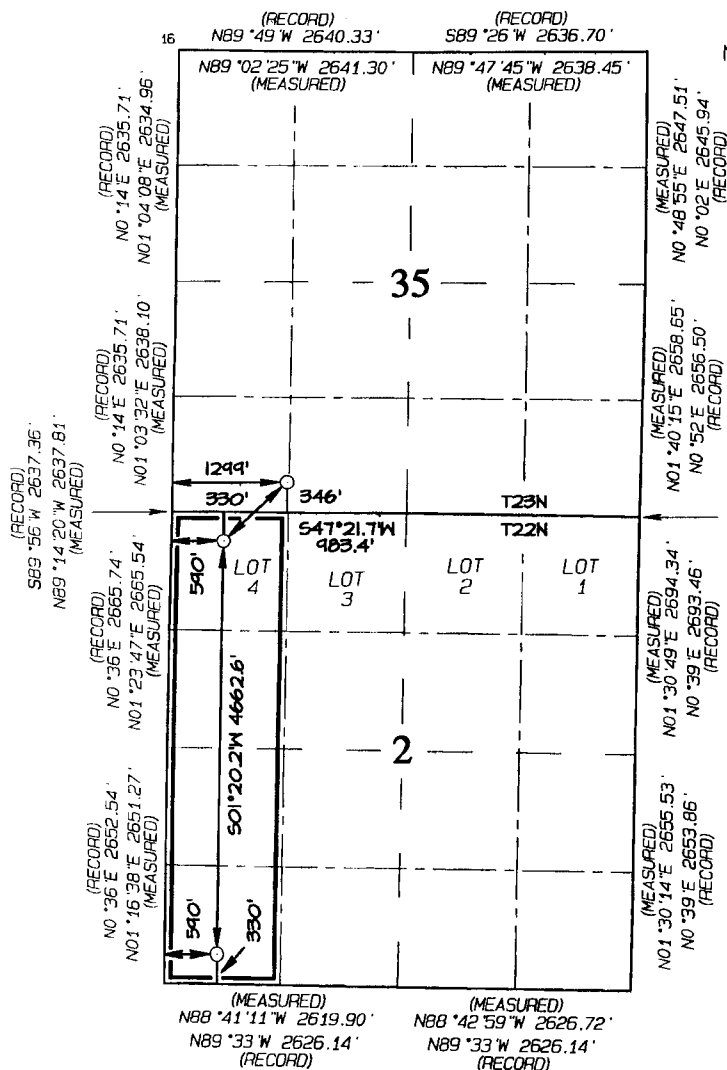 (RECORD)
N89°49'W 2640.33'
(RECORD)
S89°26'W 2636.70'
16
N89°02'25"W 2641.30'
(MEASURED)
N89°47'45"W 2638.45'
(MEASURED)
(RECORD)
N0°14'E 2635.71'
N01°04'08"E 2634.96'
(MEASURED)
(MEASURED)
N0°48'55"E 2647.51'
N0°02'E 2645.94'
(RECORD)
35
(RECORD)
N0°14'E 2635.71'
N01°03'32"E 2638.10'
(MEASURED)
(MEASURED)
N01°40'15"E 2658.65'
N0°52'E 2656.50'
(RECORD)
(RECORD)
S89°56'W 2637.36'
N89°14'20"W 2637.81'
(MEASURED)
1299'
330'
346'
T23N
T22N
S47°21.7'W
983.4'
590'
LOT
4
LOT
3
LOT
2
LOT
1
(RECORD)
N0°36'E 2665.74'
N01°23'47"E 2665.54'
(MEASURED)
(MEASURED)
N01°30'49"E 2694.34'
N0°39'E 2693.46'
(RECORD)
S01°20.2'W 4662.6'
2
(RECORD)
N0°36'E 2652.54'
N01°16'38"E 2651.27'
(MEASURED)
(MEASURED)
N01°30'14"E 2655.53'
N0°39'E 2653.86'
(RECORD)
590'
330'
(MEASURED)
N88°41'11"W 2619.90'
N89°33'W 2626.14'
(RECORD)
(MEASURED)
N88°42'59"W 2626.72'
N89°33'W 2626.14'
(RECORD)